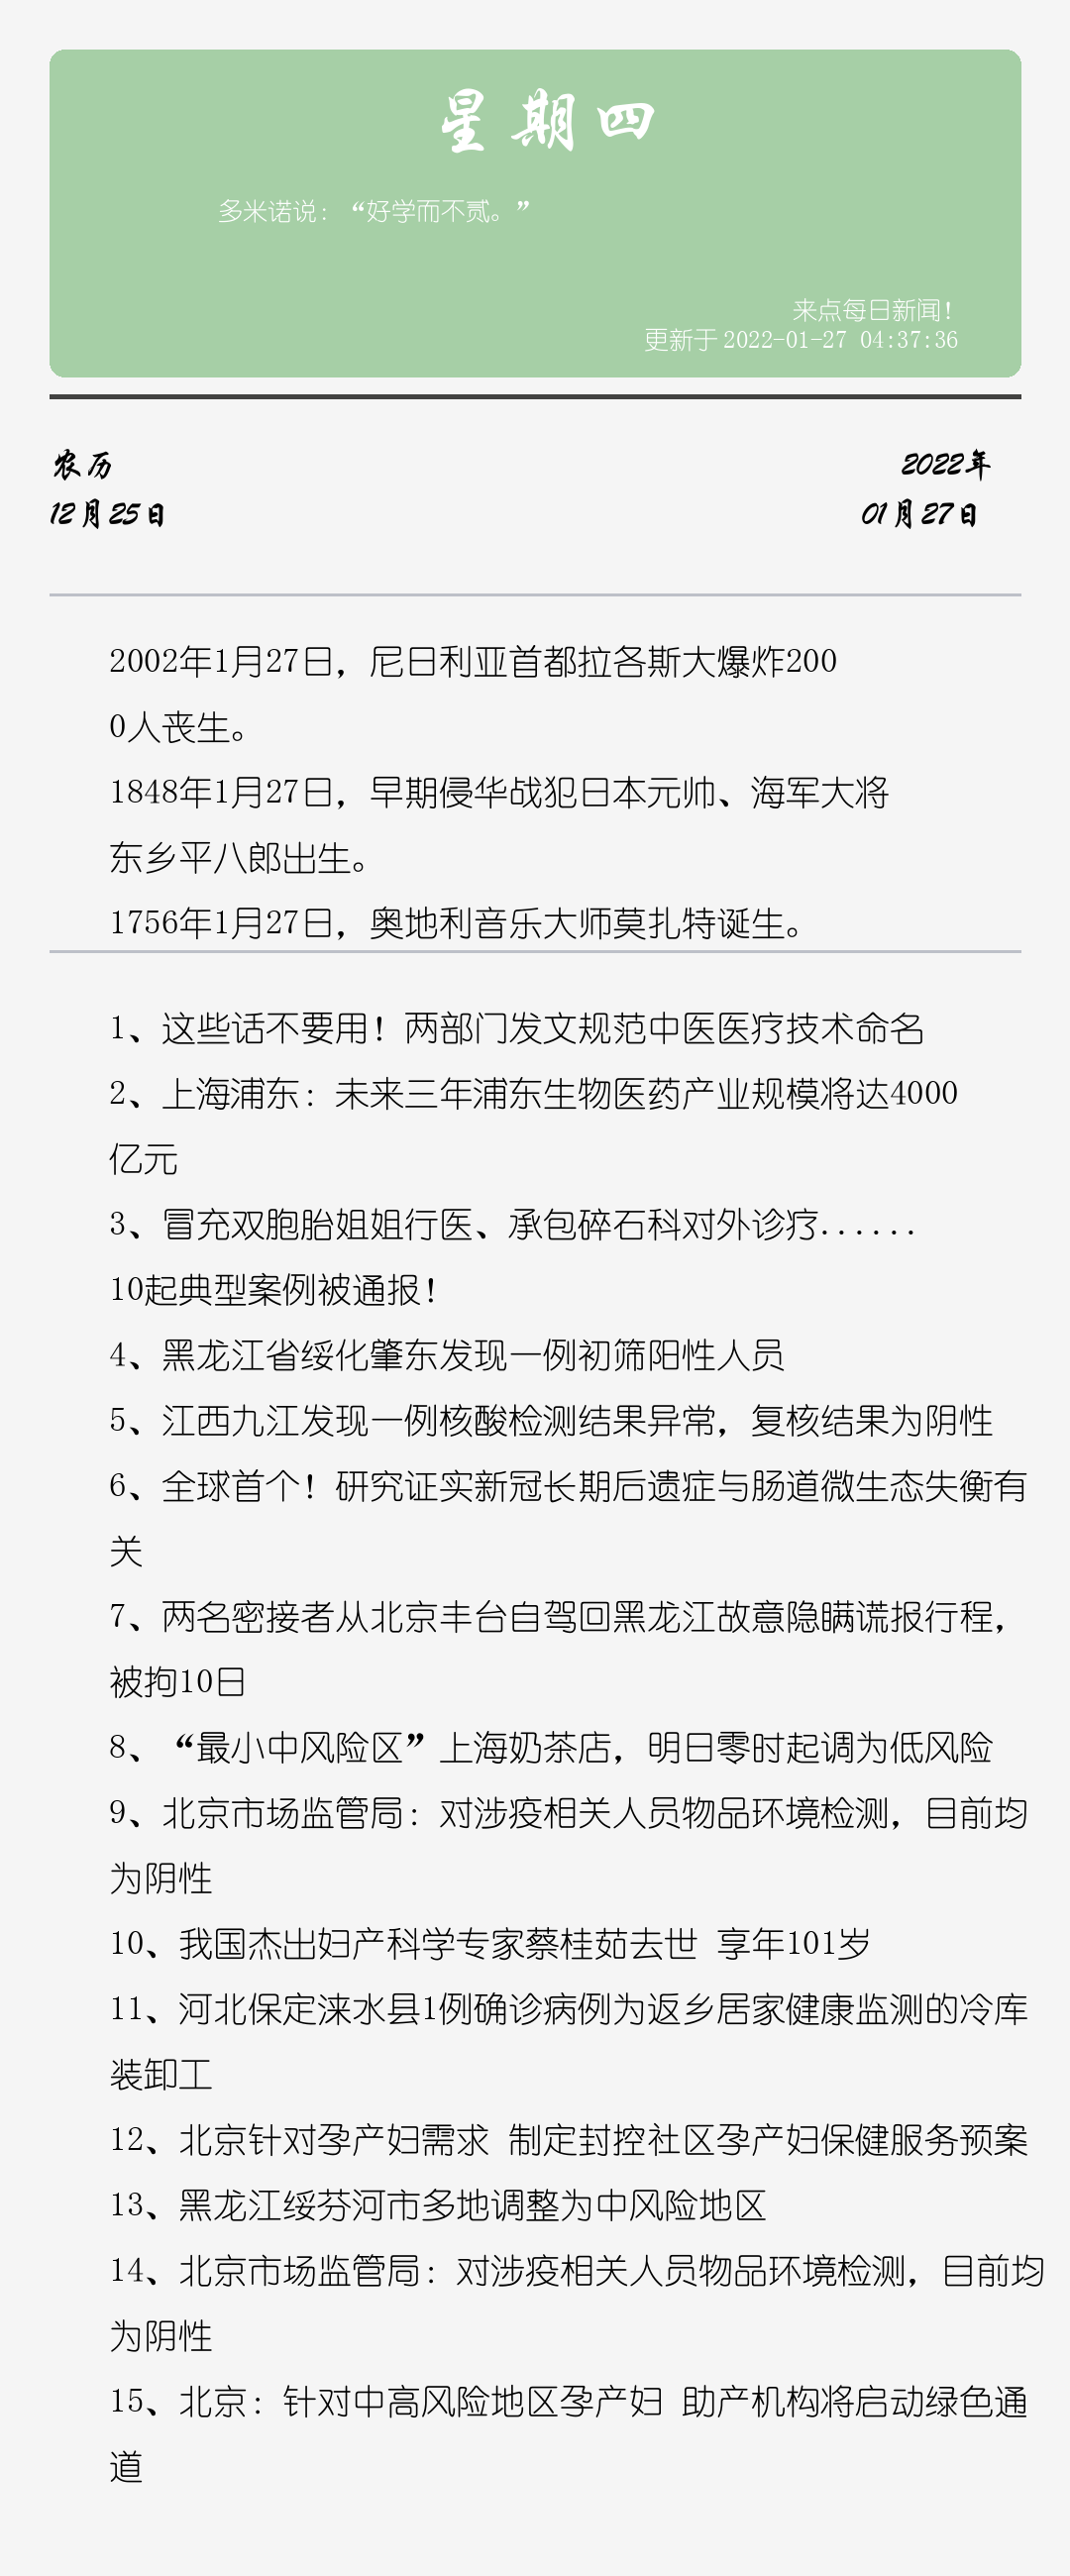 星期四
多米诺说：“好学而不贰。”
来点每日新闻！
更新于 2022-01-27 04:37:36
农历
2022年
12月25日
01月27日
2002年1月27日，尼日利亚首都拉各斯大爆炸200
0人丧生。
1848年1月27日，早期侵华战犯日本元帅、海军大将
东乡平八郎出生。
1756年1月27日，奥地利音乐大师莫扎特诞生。
1、这些话不要用！两部门发文规范中医医疗技术命名
2、上海浦东：未来三年浦东生物医药产业规模将达4000
亿元
3、冒充双胞胎姐姐行医、承包碎石科对外诊疗......
10起典型案例被通报！
4、黑龙江省绥化肇东发现一例初筛阳性人员
5、江西九江发现一例核酸检测结果异常，复核结果为阴性
6、全球首个！研究证实新冠长期后遗症与肠道微生态失衡有
关
7、两名密接者从北京丰台自驾回黑龙江故意隐瞒谎报行程，
被拘10日
8、“最小中风险区”上海奶茶店，明日零时起调为低风险
9、北京市场监管局：对涉疫相关人员物品环境检测，目前均
为阴性
10、我国杰出妇产科学专家蔡桂茹去世 享年101岁
11、河北保定涞水县1例确诊病例为返乡居家健康监测的冷库
装卸工
12、北京针对孕产妇需求 制定封控社区孕产妇保健服务预案
13、黑龙江绥芬河市多地调整为中风险地区
14、北京市场监管局：对涉疫相关人员物品环境检测，目前均
为阴性
15、北京：针对中高风险地区孕产妇 助产机构将启动绿色通
道